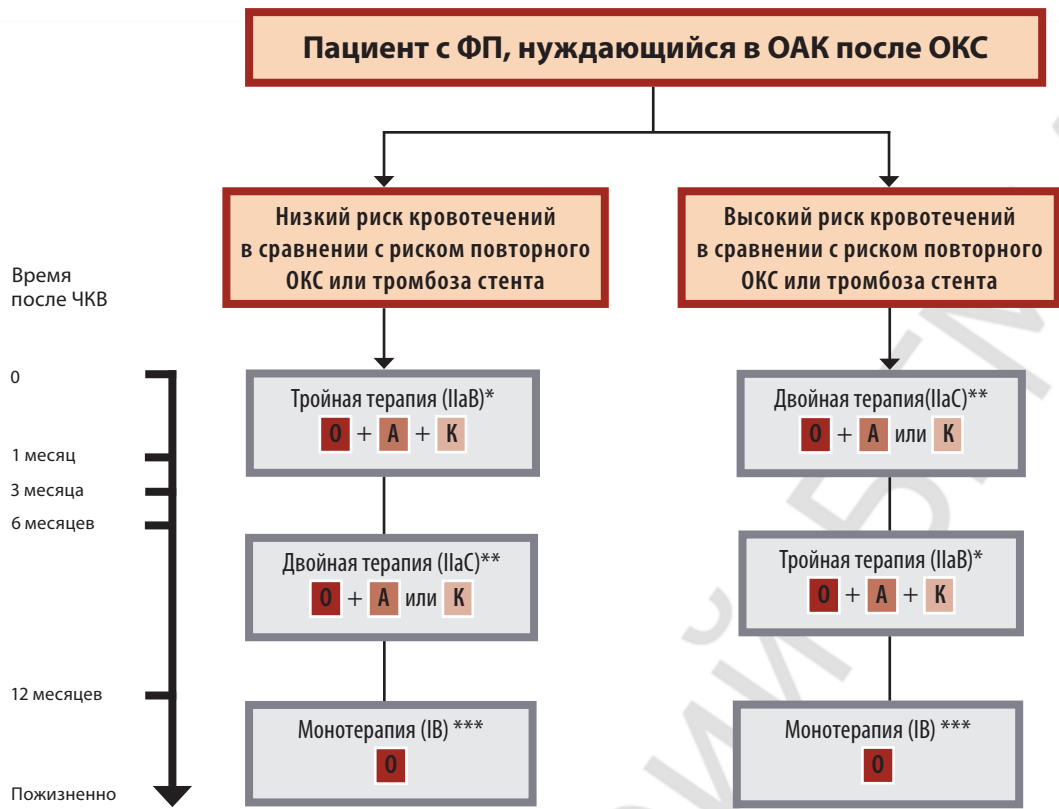 Пациент с ФП, нуждающийся в ОАК после ОКС
Низкий риск кровотечений
в сравнении с риском повторного
ОКС или тромбоза стента
Высокий риск кровотечений
в сравнении с риском повторного
ОКС или тромбоза стента
Время
после ЧКВ
0
1 месяц
3 месяца
6 месяцев
12 месяцев
Пожизненно
Тройная терапия (IIaB)*
О + А + К
Двойная терапия (IIaC)**
О + А или К
Монотерапия (IB) ***
О
Двойная терапия(IIaC)**
О + А или К
Тройная терапия (IIaB)*
О + А + К
Монотерапия (IB) ***
О